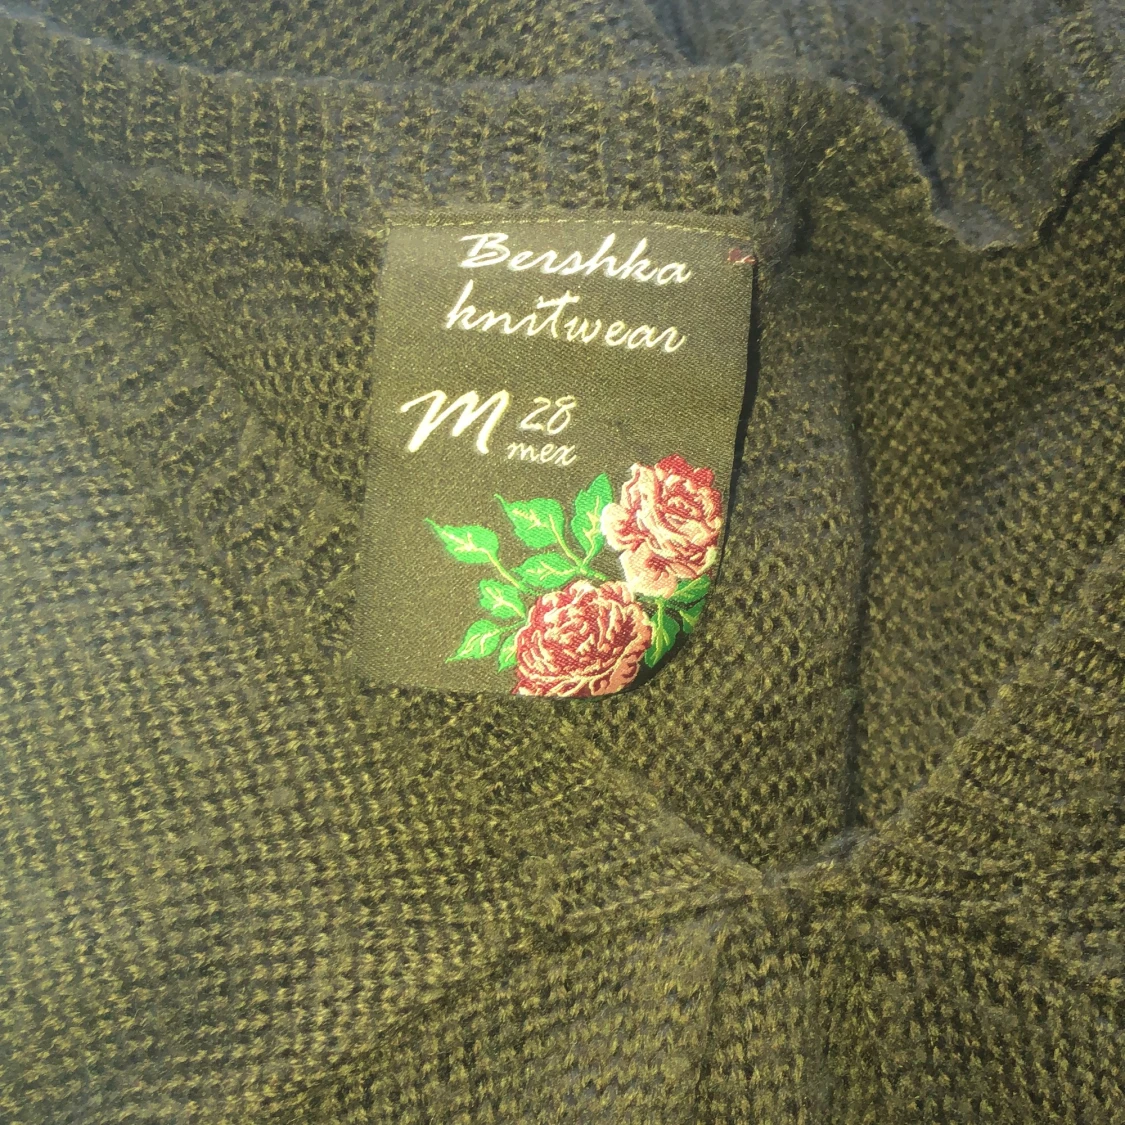 Bershka
knitwear
M 28
mex